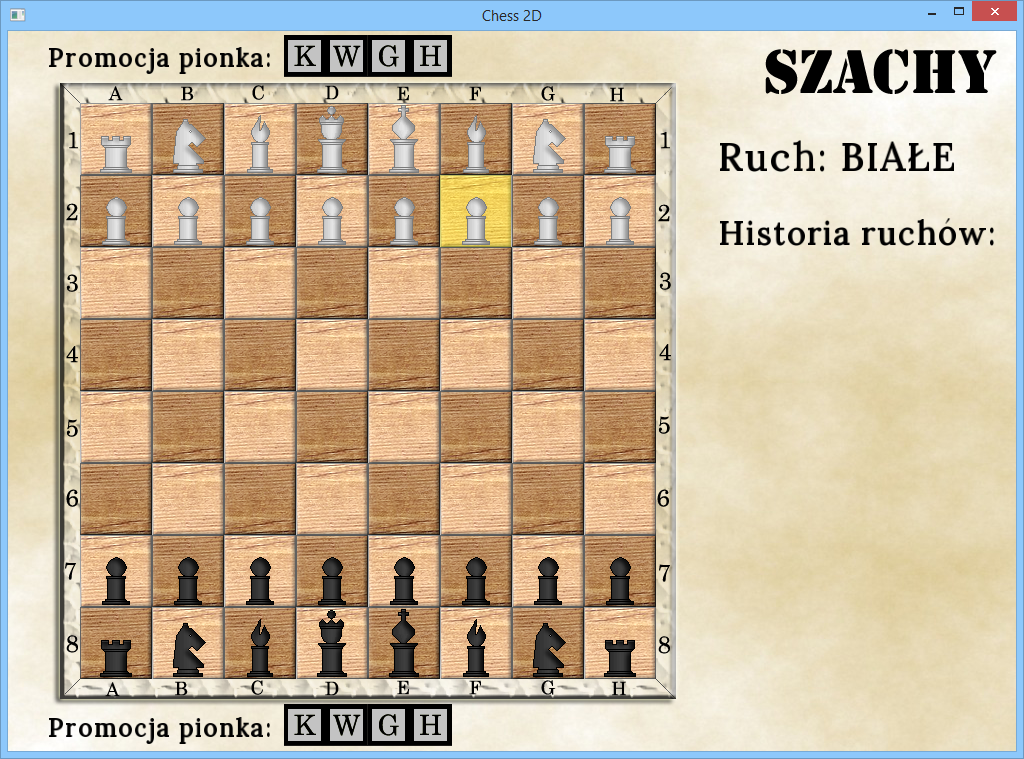 Chess 2D
Promocja pionka: K W G H
SZACHY
A B C D E F G H
1 1
Ruch: BIAŁE
2 2
Historia ruchów:
3 3
4 4
5 5
6 6
7 7
8 8
A B C D E F G H
Promocja pionka: K W G H